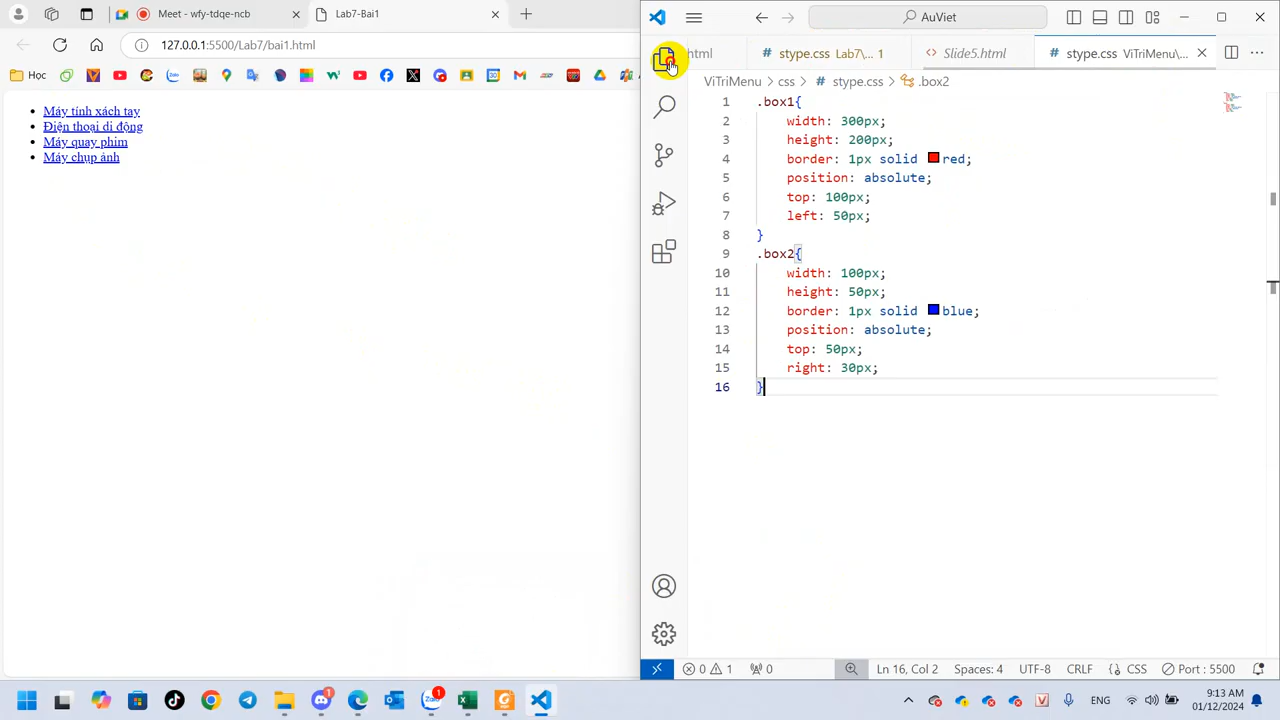 Meet - wfy-tdqe-ncb
Lab7-Bai1
127.0.0.1:5500/Lab7/bai1.html
Học
Máy tính xách tay
Điện thoại di động
Máy quay phim
Máy chụp ảnh
AuViet
html
# stype.css Lab7\... 1
Slide5.html
# stype.css ViTriMenu\...
ViTriMenu > css > # stype.css > .box2
1 .box1{
2 width: 300px;
3 height: 200px;
4 border: 1px solid red;
5 position: absolute;
6 top: 100px;
7 left: 50px;
8 }
9 .box2{
10 width: 100px;
11 height: 50px;
12 border: 1px solid blue;
13 position: absolute;
14 top: 50px;
15 right: 30px;
16 }
0 1 0
Ln 16, Col 2 Spaces: 4 UTF-8 CRLF {} CSS Port : 5500
ENG
9:13 AM
01/12/2024